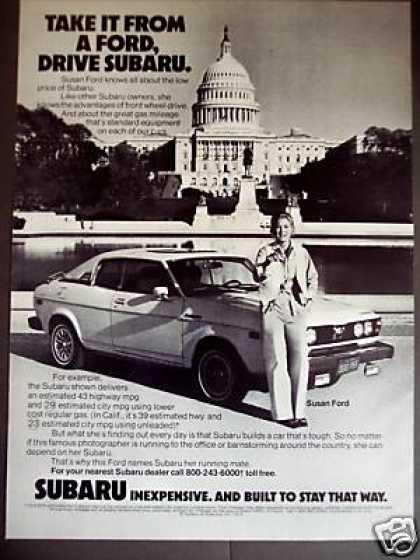 TAKE IT FROM
A FORD,
DRIVE SUBARU.
Susan Ford knows all about the low
price of Subaru.
Like other Subaru owners, she
knows the advantages of front wheel drive.
And about the great gas mileage
that's standard equipment
on each of our cars.
For example,
the Subaru shown delivers
an estimated 43 highway mpg
and 29 estimated city mpg using lower
cost regular gas. (In Calif., it's 39 estimated hwy. and
23 estimated city mpg using unleaded)†
But what she's finding out every day is that Subaru builds a car that's tough. So no matter
if this famous photographer is running to the office or barnstorming around the country, she can
depend on her Subaru.
That's why this Ford names Subaru her running mate.
For your nearest Subaru dealer call 800-243-6000† toll free.
Susan Ford
SUBARU INEXPENSIVE. AND BUILT TO STAY THAT WAY.